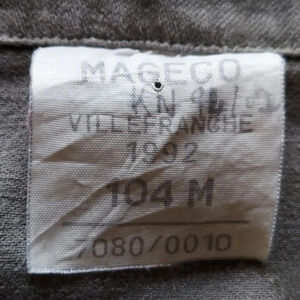 MAGECO
KN
VILLEFRANCHE
1992
104 M
7080/0010